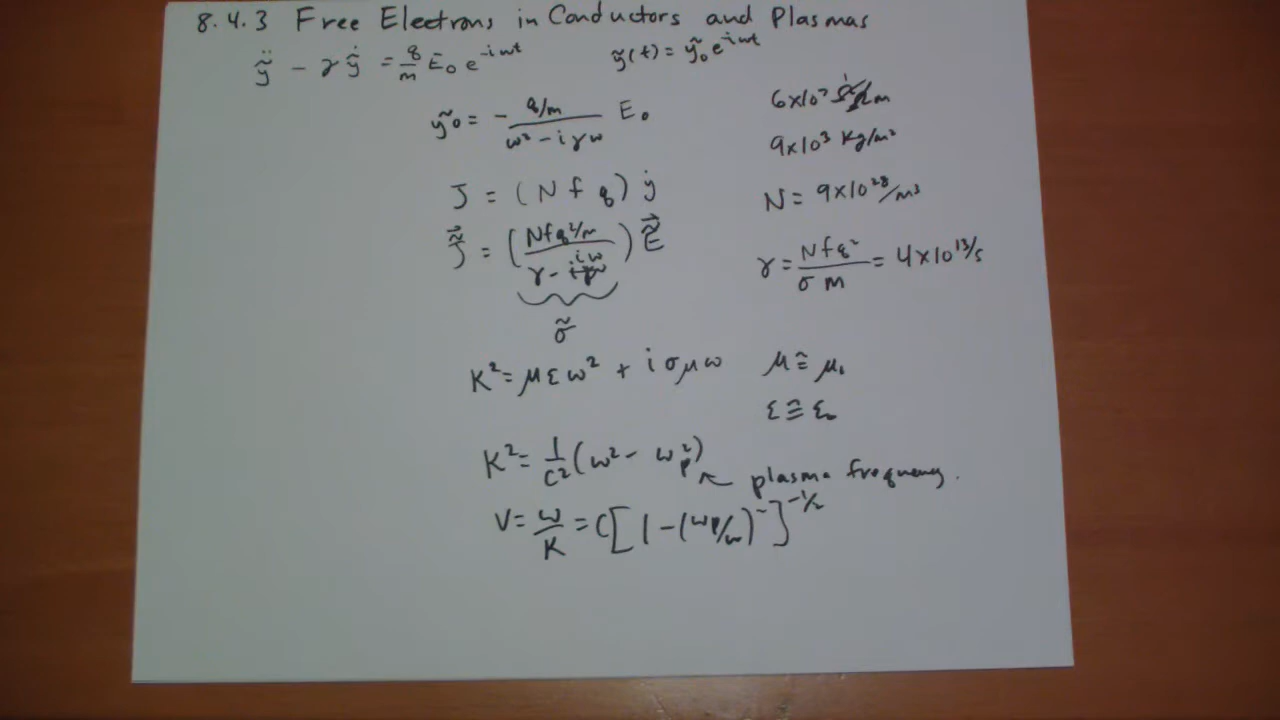 8.4.3 Free Electrons in Conductors and Plasmas
ÿ̃ - γ ẏ̃ = q/m E₀ e^{-iωt}    ỹ(t) = ỹ₀ e^{-iωt}
ỹ₀ = - (q/m)/(ω² - iγω) E₀
6×10⁷ /Ωm
9×10³ Kg/m³
J = (N f q) ẏ
N = 9×10²⁸/m³
J̃ = (Nfq²/m / γ - iω) Ẽ
γ = Nfq²/σm = 4×10¹³/s
σ̃
K² = μεω² + iσμω    μ ≅ μ₀
ε ≅ ε₀
K² = 1/c² (ω² - ωp²)
plasma frequency.
V = ω/K = C[1 - (ωp/ω)²]^{-1/2}